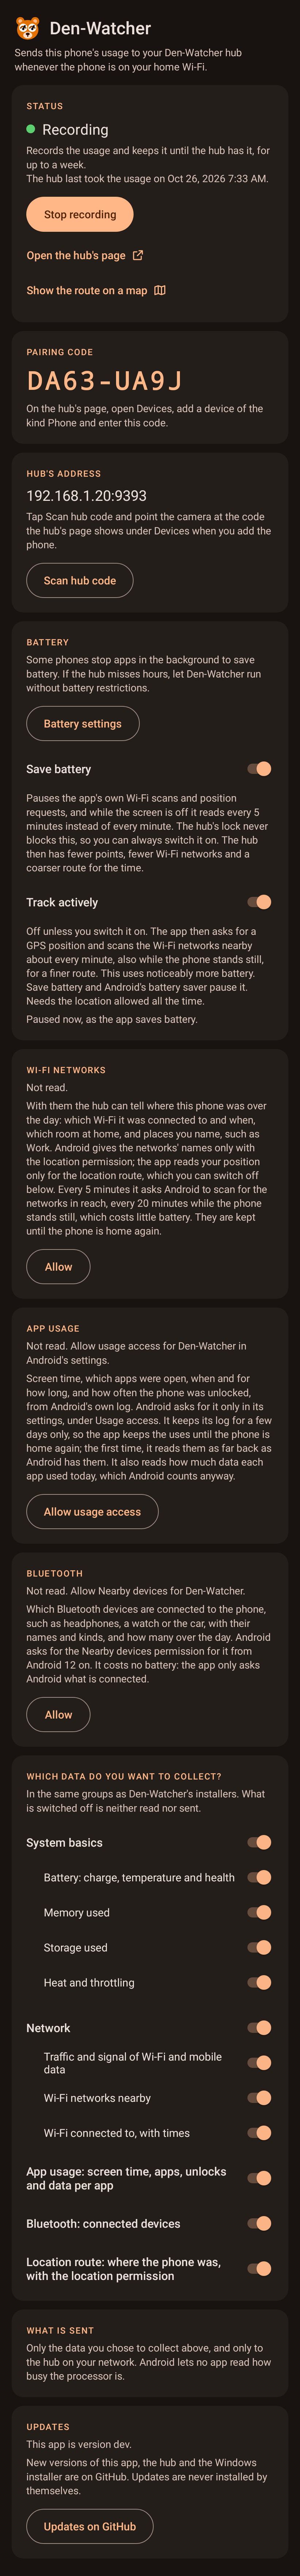 Den-Watcher
Sends this phone's usage to your Den-Watcher hub
whenever the phone is on your home Wi-Fi.
STATUS
Recording
Records the usage and keeps it until the hub has it, for
up to a week.
The hub last took the usage on Oct 26, 2026 7:33 AM.
Stop recording
Open the hub's page
Show the route on a map
PAIRING CODE
DA63-UA9J
On the hub's page, open Devices, add a device of the
kind Phone and enter this code.
HUB'S ADDRESS
192.168.1.20:9393
Tap Scan hub code and point the camera at the code
the hub's page shows under Devices when you add the
phone.
Scan hub code
BATTERY
Some phones stop apps in the background to save
battery. If the hub misses hours, let Den-Watcher run
without battery restrictions.
Battery settings
Save battery
Pauses the app's own Wi-Fi scans and position
requests, and while the screen is off it reads every 5
minutes instead of every minute. The hub's lock never
blocks this, so you can always switch it on. The hub
then has fewer points, fewer Wi-Fi networks and a
coarser route for the time.
Track actively
Off unless you switch it on. The app then asks for a
GPS position and scans the Wi-Fi networks nearby
about every minute, also while the phone stands still,
for a finer route. This uses noticeably more battery.
Save battery and Android's battery saver pause it.
Needs the location allowed all the time.
Paused now, as the app saves battery.
WI-FI NETWORKS
Not read.
With them the hub can tell where this phone was over
the day: which Wi-Fi it was connected to and when,
which room at home, and places you name, such as
Work. Android gives the networks' names only with
the location permission; the app reads your position
only for the location route, which you can switch off
below. Every 5 minutes it asks Android to scan for the
networks in reach, every 20 minutes while the phone
stands still, which costs little battery. They are kept
until the phone is home again.
Allow
APP USAGE
Not read. Allow usage access for Den-Watcher in
Android's settings.
Screen time, which apps were open, when and for
how long, and how often the phone was unlocked,
from Android's own log. Android asks for it only in its
settings, under Usage access. It keeps its log for a few
days only, so the app keeps the uses until the phone is
home again; the first time, it reads them as far back as
Android has them. It also reads how much data each
app used today, which Android counts anyway.
Allow usage access
BLUETOOTH
Not read. Allow Nearby devices for Den-Watcher.
Which Bluetooth devices are connected to the phone,
such as headphones, a watch or the car, with their
names and kinds, and how many over the day. Android
asks for the Nearby devices permission for it from
Android 12 on. It costs no battery: the app only asks
Android what is connected.
Allow
WHICH DATA DO YOU WANT TO COLLECT?
In the same groups as Den-Watcher's installers. What
is switched off is neither read nor sent.
System basics
Battery: charge, temperature and health
Memory used
Storage used
Heat and throttling
Network
Traffic and signal of Wi-Fi and mobile
data
Wi-Fi networks nearby
Wi-Fi connected to, with times
App usage: screen time, apps, unlocks
and data per app
Bluetooth: connected devices
Location route: where the phone was,
with the location permission
WHAT IS SENT
Only the data you chose to collect above, and only to
the hub on your network. Android lets no app read how
busy the processor is.
UPDATES
This app is version dev.
New versions of this app, the hub and the Windows
installer are on GitHub. Updates are never installed by
themselves.
Updates on GitHub